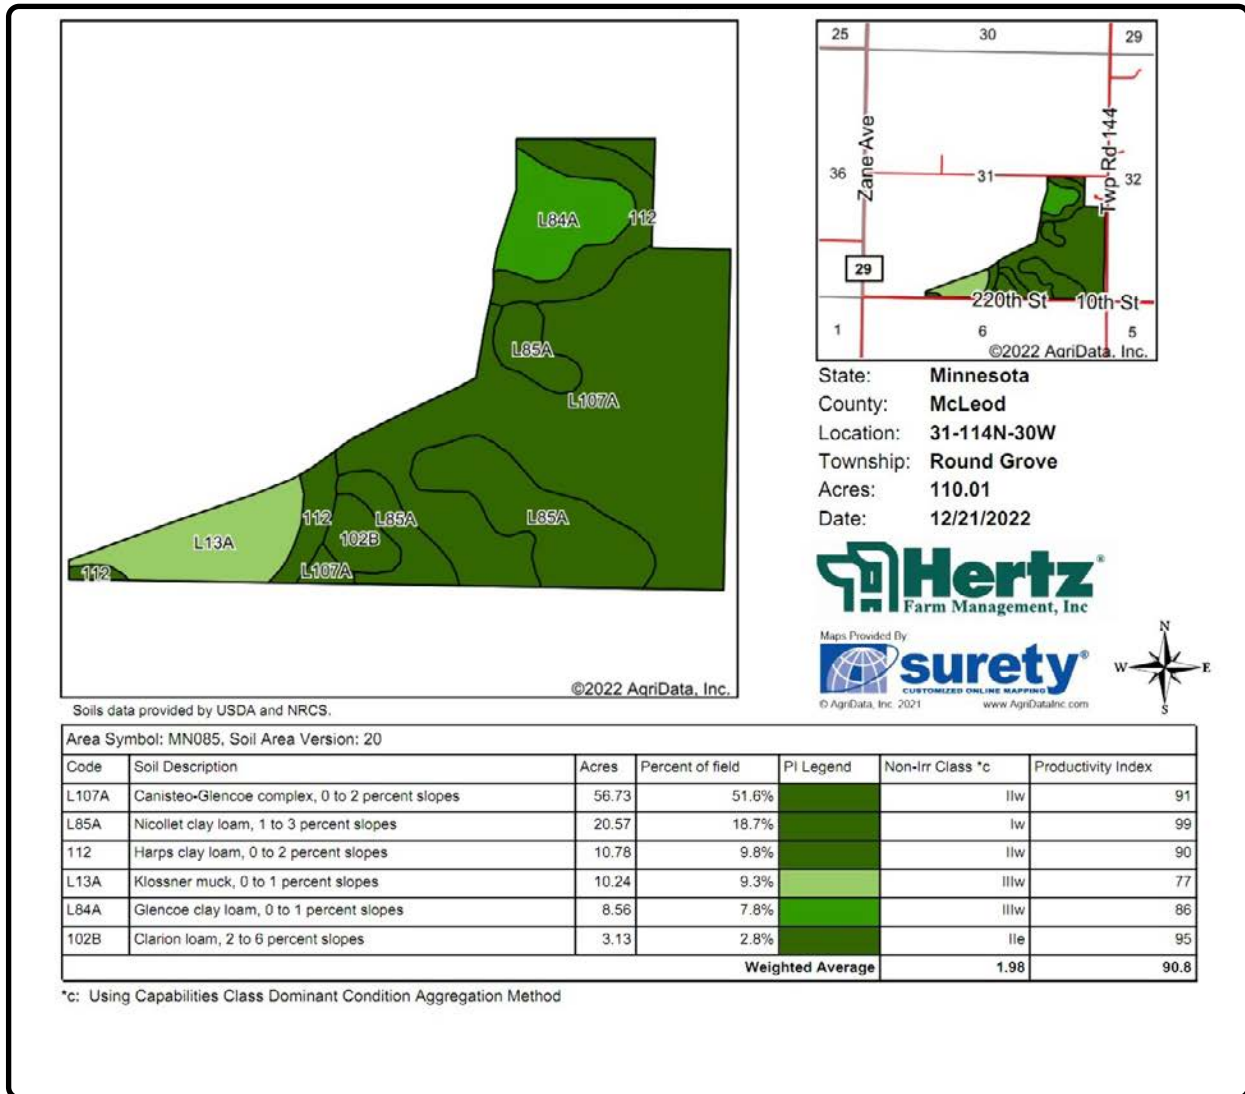 L84A
112
L85A
L107A
L85A
112
L85A
102B
L13A
L107A
112
©2022 AgriData, Inc.
25
30
29
Zane Ave
Twp Rd-144
36
31
32
29
220th St
10th St
1
6
5
©2022 AgriData, Inc.
State: Minnesota
County: McLeod
Location: 31-114N-30W
Township: Round Grove
Acres: 110.01
Date: 12/21/2022
Hertz®
Farm Management, Inc
Maps Provided By
surety®
CUSTOMIZED ONLINE MAPPING
© AgriData, Inc. 2021 www.AgriDataInc.com
N
W E
S
Soils data provided by USDA and NRCS.
Area Symbol: MN085, Soil Area Version: 20
Code Soil Description Acres Percent of field PI Legend Non-Irr Class *c Productivity Index
L107A Canisteo-Glencoe complex, 0 to 2 percent slopes 56.73 51.6% IIw 91
L85A Nicollet clay loam, 1 to 3 percent slopes 20.57 18.7% Iw 99
112 Harps clay loam, 0 to 2 percent slopes 10.78 9.8% IIw 90
L13A Klossner muck, 0 to 1 percent slopes 10.24 9.3% IIIw 77
L84A Glencoe clay loam, 0 to 1 percent slopes 8.56 7.8% IIIw 86
102B Clarion loam, 2 to 6 percent slopes 3.13 2.8% IIe 95
Weighted Average 1.98 90.8
*c: Using Capabilities Class Dominant Condition Aggregation Method